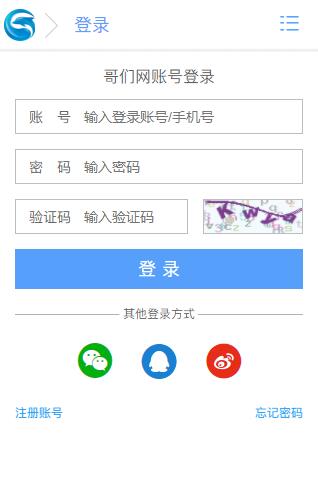 登录
哥们网账号登录
账 号 输入登录账号/手机号
密 码 输入密码
验证码 输入验证码
登录
其他登录方式
注册账号 忘记密码